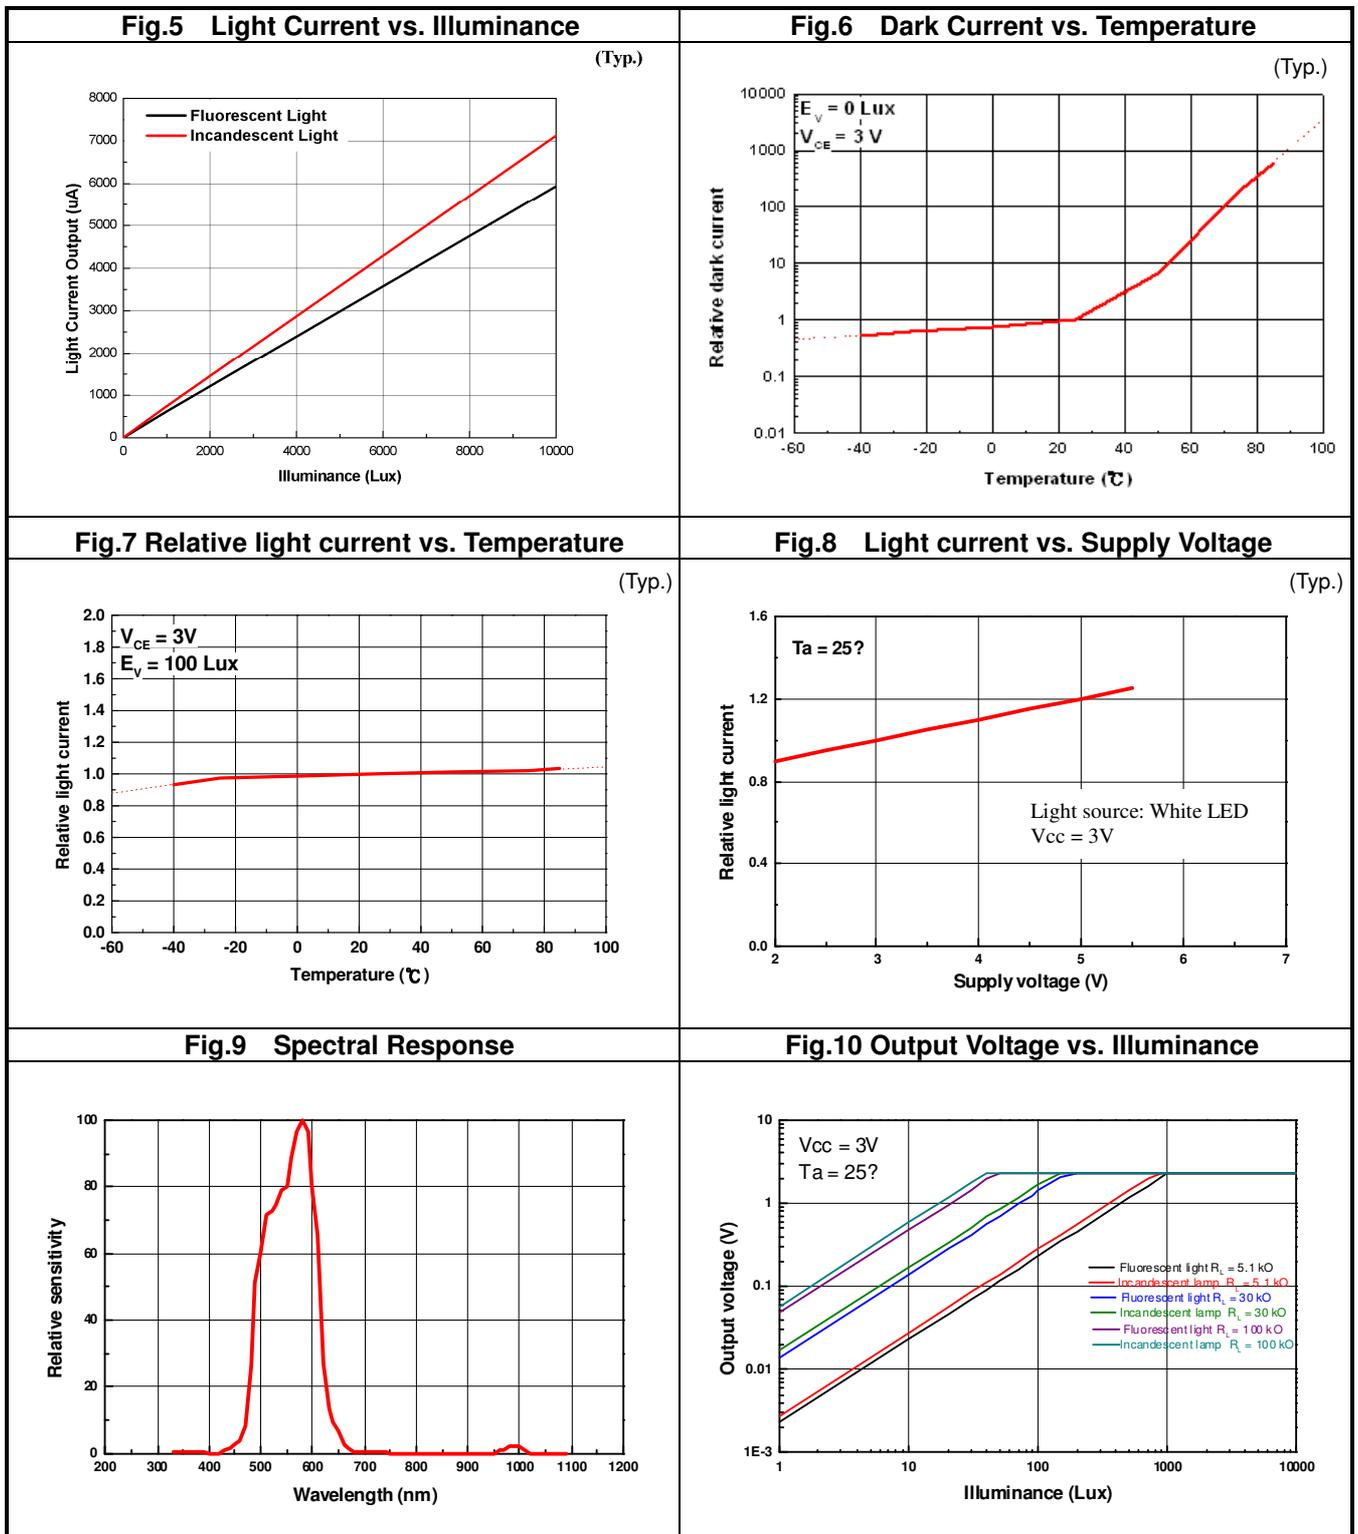 Fig.5 Light Current vs. Illuminance
(Typ.)
8000
7000
6000
5000
4000
3000
2000
1000
0
Fluorescent Light
Incandescent Light
Light Current Output (uA)
0 2000 4000 6000 8000 10000
Illuminance (Lux)
Fig.6 Dark Current vs. Temperature
(Typ.)
10000
1000
100
10
1
0.1
0.01
E_V = 0 Lux
V_CE = 3 V
Relative dark current
-60 -40 -20 0 20 40 60 80 100
Temperature (℃)
Fig.7 Relative light current vs. Temperature
(Typ.)
2.0
1.8
1.6
1.4
1.2
1.0
0.8
0.6
0.4
0.2
0.0
V_CE = 3V
E_V = 100 Lux
Relative light current
-60 -40 -20 0 20 40 60 80 100
Temperature (℃)
Fig.8 Light current vs. Supply Voltage
(Typ.)
1.6
1.2
0.8
0.4
0.0
Ta = 25?
Relative light current
Light source: White LED
Vcc = 3V
2 3 4 5 6 7
Supply voltage (V)
Fig.9 Spectral Response
100
80
60
40
20
0
Relative sensitivity
200 300 400 500 600 700 800 900 1000 1100 1200
Wavelength (nm)
Fig.10 Output Voltage vs. Illuminance
10
1
0.1
0.01
1E-3
Vcc = 3V
Ta = 25?
Output voltage (V)
Fluorescent light R_L = 5.1 kO
Incandescent lamp R_L = 5.1 kO
Fluorescent light R_L = 30 kO
Incandescent lamp R_L = 30 kO
Fluorescent light R_L = 100 kO
Incandescent lamp R_L = 100 kO
1 10 100 1000 10000
Illuminance (Lux)